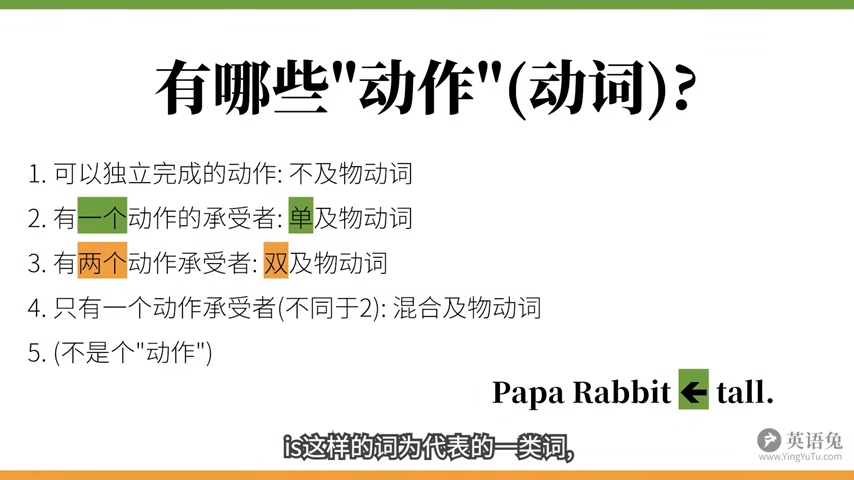 有哪些"动作"(动词)?
1. 可以独立完成的动作: 不及物动词
2. 有一个动作的承受者: 单及物动词
3. 有两个动作承受者: 双及物动词
4. 只有一个动作承受者(不同于2): 混合及物动词
5. (不是个"动作")
Papa Rabbit ← tall.
英语兔
www.YingYuTu.com
is这样的词为代表的一类词,